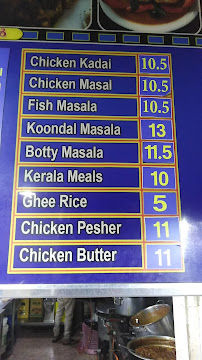 Chicken Kadai 10.5
Chicken Masal 10.5
Fish Masala 10.5
Koondal Masala 13
Botty Masala 11.5
Kerala Meals 10
Ghee Rice 5
Chicken Pesher 11
Chicken Butter 11